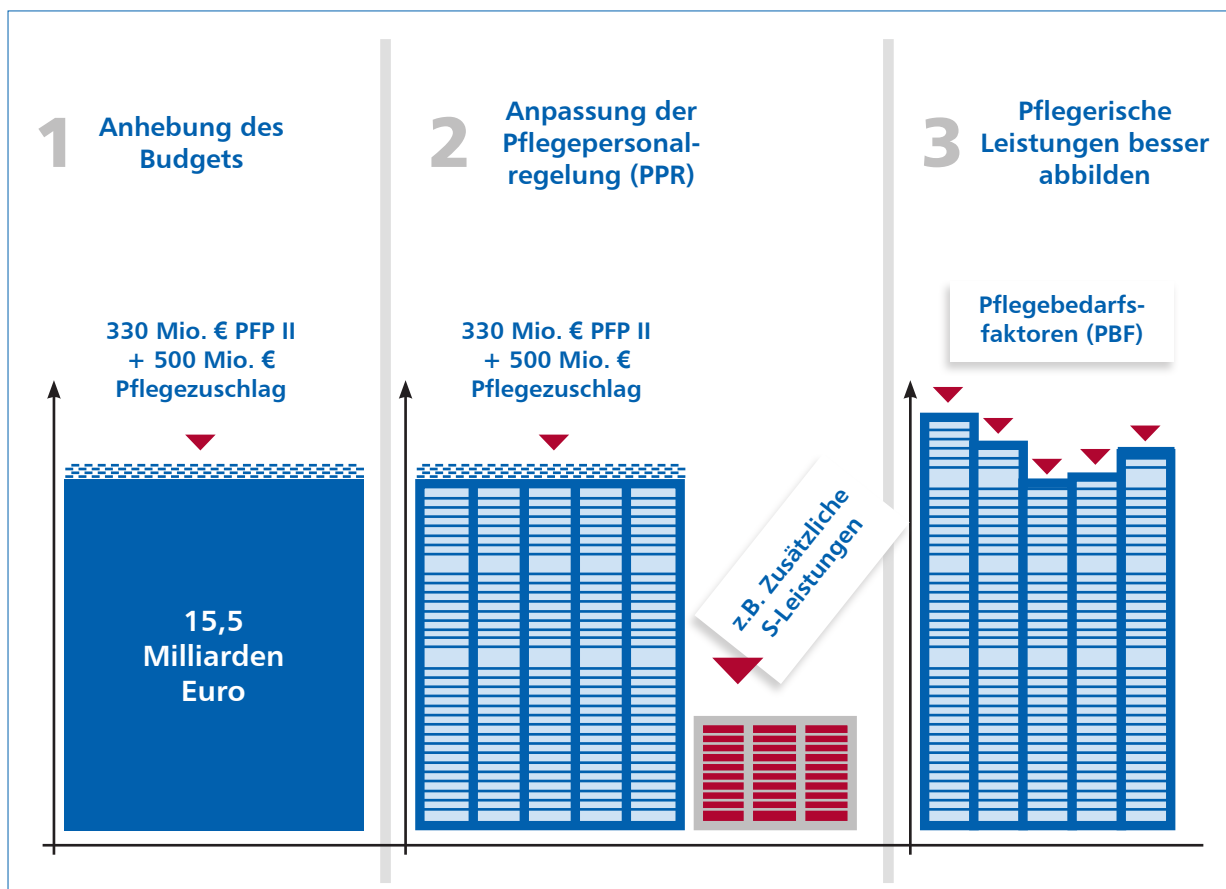 1
Anhebung des
Budgets
330 Mio. € PFP II
+ 500 Mio. €
Pflegezuschlag
15,5
Milliarden
Euro
2
Anpassung der
Pflegepersonal-
regelung (PPR)
330 Mio. € PFP II
+ 500 Mio. €
Pflegezuschlag
z.B. Zusätzliche
S-Leistungen
3
Pflegerische
Leistungen besser
abbilden
Pflegebedarfs-
faktoren (PBF)